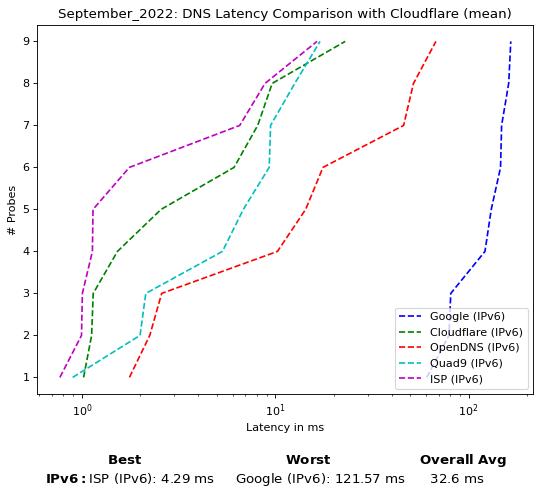 September_2022: DNS Latency Comparison with Cloudflare (mean)
9
8
7
6
5
4
3
2
1
# Probes
Google (IPv6)
Cloudflare (IPv6)
OpenDNS (IPv6)
Quad9 (IPv6)
ISP (IPv6)
10⁰ 10¹ 10²
Latency in ms
Best Worst Overall Avg
IPv6: ISP (IPv6): 4.29 ms Google (IPv6): 121.57 ms 32.6 ms